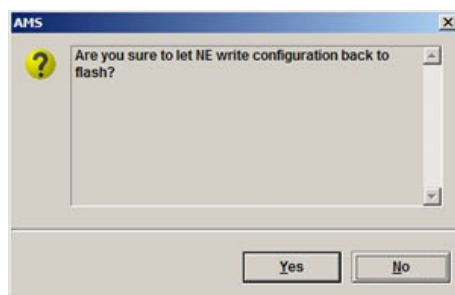 AMS
Are you sure to let NE write configuration back to
flash?
Yes
No